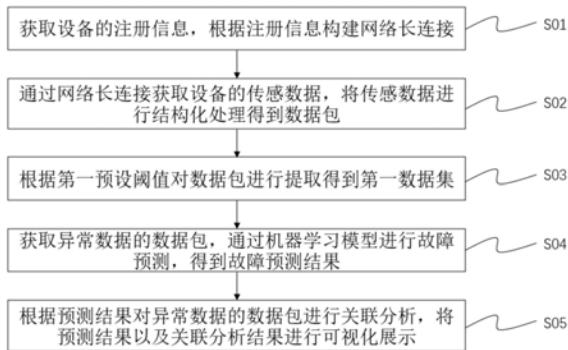 获取设备的注册信息，根据注册信息构建网络长连接
S01
通过网络长连接获取设备的传感数据，将传感数据进
行结构化处理得到数据包
S02
根据第一预设阈值对数据包进行提取得到第一数据集
S03
获取异常数据的数据包，通过机器学习模型进行故障
预测，得到故障预测结果
S04
根据预测结果对异常数据的数据包进行关联分析，将
预测结果以及关联分析结果进行可视化展示
S05